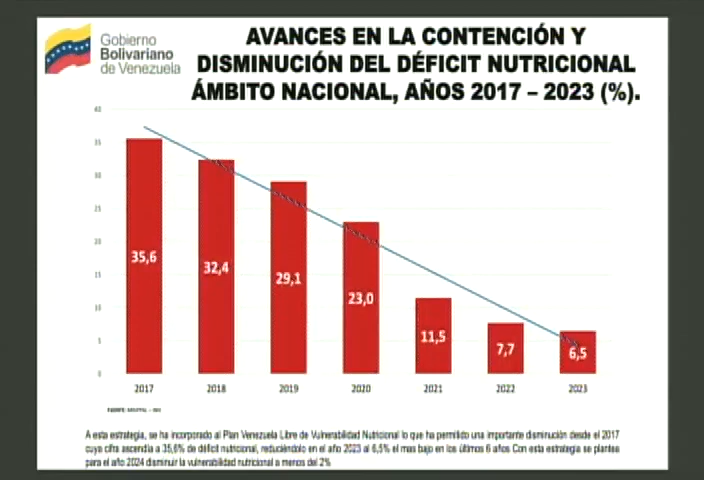 Gobierno
Bolivariano
de Venezuela
AVANCES EN LA CONTENCIÓN Y
DISMINUCIÓN DEL DÉFICIT NUTRICIONAL
ÁMBITO NACIONAL, AÑOS 2017 – 2023 (%).
40
35
30
25
20
15
10
5
0
35,6
32,4
29,1
23,0
11,5
7,7
6,5
2017 2018 2019 2020 2021 2022 2023
FUENTE:
A esta estrategia, se ha incorporado al Plan Venezuela Libre de Vulnerabilidad Nutricional lo que ha permitido una importante disminución desde el 2017
cuya cifra ascendía a 35,6% de déficit nutricional, reduciéndolo en el año 2023 al 6,5% el mas bajo en los últimos 6 años Con esta estrategia se plantea
para el año 2024 disminuir la vulnerabilidad nutricional a menos del 2%